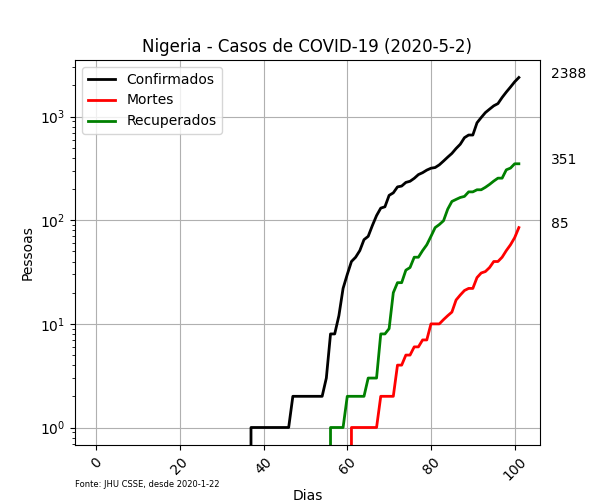 Nigeria - Casos de COVID-19 (2020-5-2)
Confirmados
Mortes
Recuperados
2388
351
85
10³
10²
10¹
10⁰
Pessoas
0 20 40 60 80 100
Fonte: JHU CSSE, desde 2020-1-22
Dias